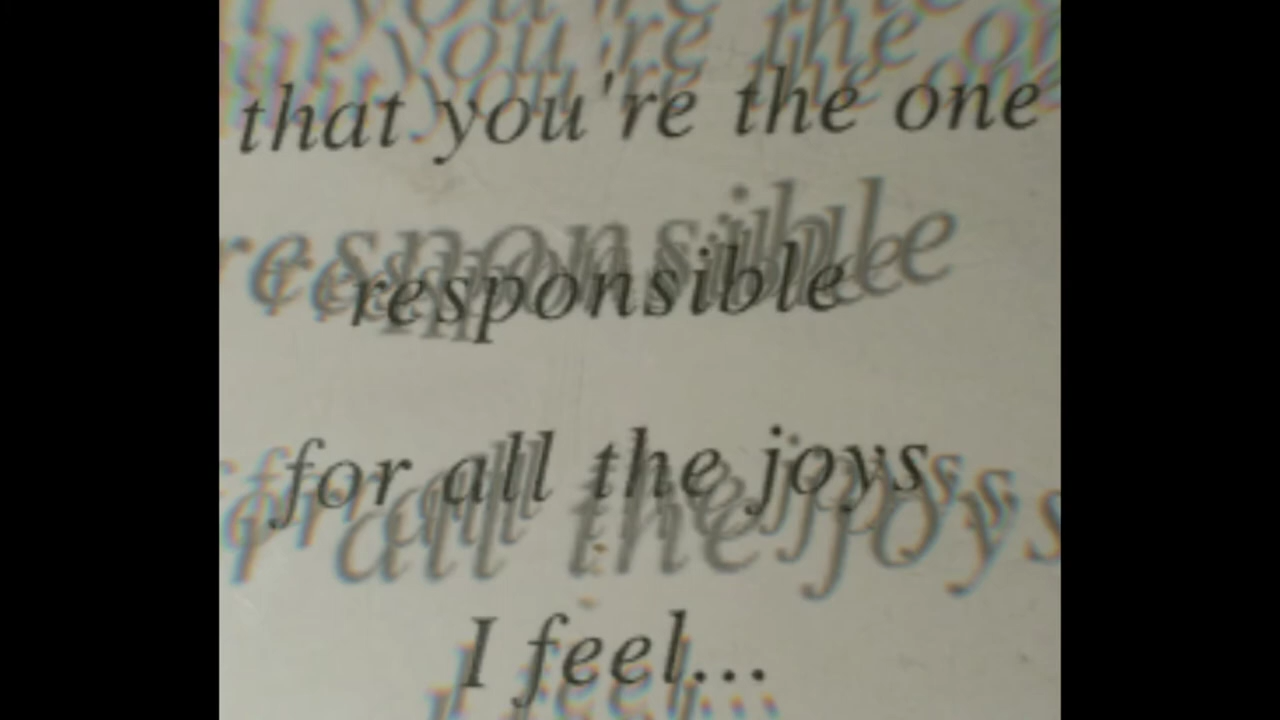 that you're the one
responsible
for all the joys
I feel...